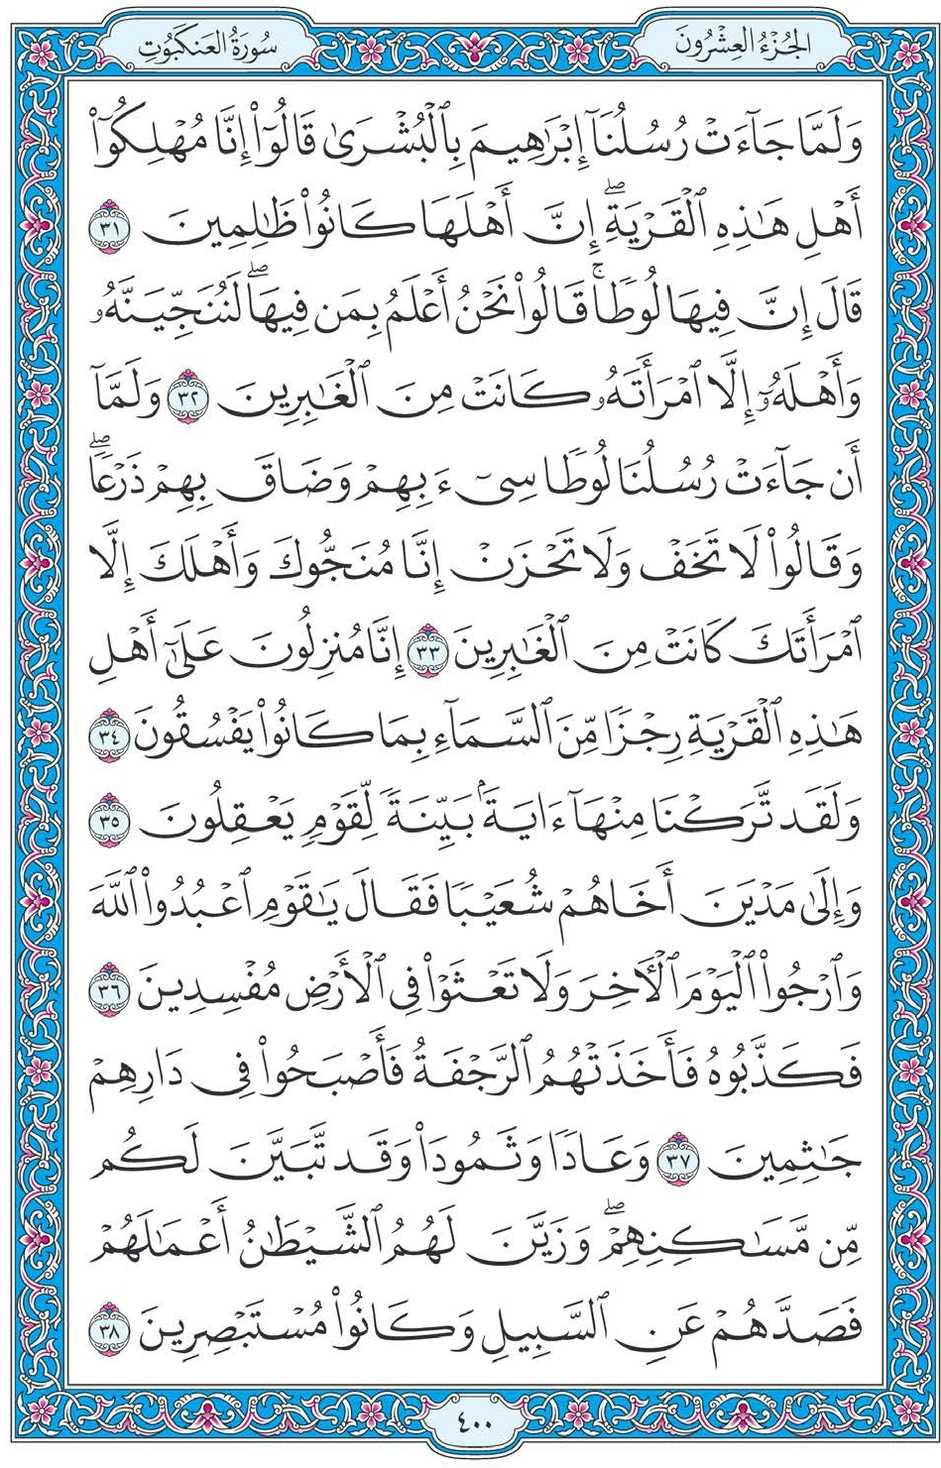 الجُزْءُ العِشْرُونَ
سُورَةُ العَنكَبُوتِ
وَلَمَّا جَآءَتْ رُسُلُنَآ إِبْرَٰهِيمَ بِٱلْبُشْرَىٰ قَالُوٓا۟ إِنَّا مُهْلِكُوٓا۟
أَهْلِ هَـٰذِهِ ٱلْقَرْيَةِۖ إِنَّ أَهْلَهَا كَانُوا۟ ظَـٰلِمِينَ ٣١
قَالَ إِنَّ فِيهَا لُوطًاۚ قَالُوا۟ نَحْنُ أَعْلَمُ بِمَن فِيهَاۖ لَنُنَجِّيَنَّهُۥ
وَأَهْلَهُۥٓ إِلَّا ٱمْرَأَتَهُۥ كَانَتْ مِنَ ٱلْغَـٰبِرِينَ ٣٢ وَلَمَّآ
أَن جَآءَتْ رُسُلُنَا لُوطًا سِىٓءَ بِهِمْ وَضَاقَ بِهِمْ ذَرْعًاۖ
وَقَالُوا۟ لَا تَخَفْ وَلَا تَحْزَنْ إِنَّا مُنَجُّوكَ وَأَهْلَكَ إِلَّا
ٱمْرَأَتَكَ كَانَتْ مِنَ ٱلْغَـٰبِرِينَ ٣٣ إِنَّا مُنزِلُونَ عَلَىٰٓ أَهْلِ
هَـٰذِهِ ٱلْقَرْيَةِ رِجْزًا مِّنَ ٱلسَّمَآءِ بِمَا كَانُوا۟ يَفْسُقُونَ ٣٤
وَلَقَد تَّرَكْنَا مِنْهَآ ءَايَةًۢ بَيِّنَةً لِّقَوْمٍ يَعْقِلُونَ ٣٥
وَإِلَىٰ مَدْيَنَ أَخَاهُمْ شُعَيْبًا فَقَالَ يَـٰقَوْمِ ٱعْبُدُوا۟ ٱللَّهَ
وَٱرْجُوا۟ ٱلْيَوْمَ ٱلْـَٔاخِرَ وَلَا تَعْثَوْا۟ فِى ٱلْأَرْضِ مُفْسِدِينَ ٣٦
فَكَذَّبُوهُ فَأَخَذَتْهُمُ ٱلرَّجْفَةُ فَأَصْبَحُوا۟ فِى دَارِهِمْ
جَـٰثِمِينَ ٣٧ وَعَادًا وَثَمُودَا۟ وَقَد تَّبَيَّنَ لَكُم
مِّن مَّسَـٰكِنِهِمْۖ وَزَيَّنَ لَهُمُ ٱلشَّيْطَـٰنُ أَعْمَـٰلَهُمْ
فَصَدَّهُمْ عَنِ ٱلسَّبِيلِ وَكَانُوا۟ مُسْتَبْصِرِينَ ٣٨
٤٠٠